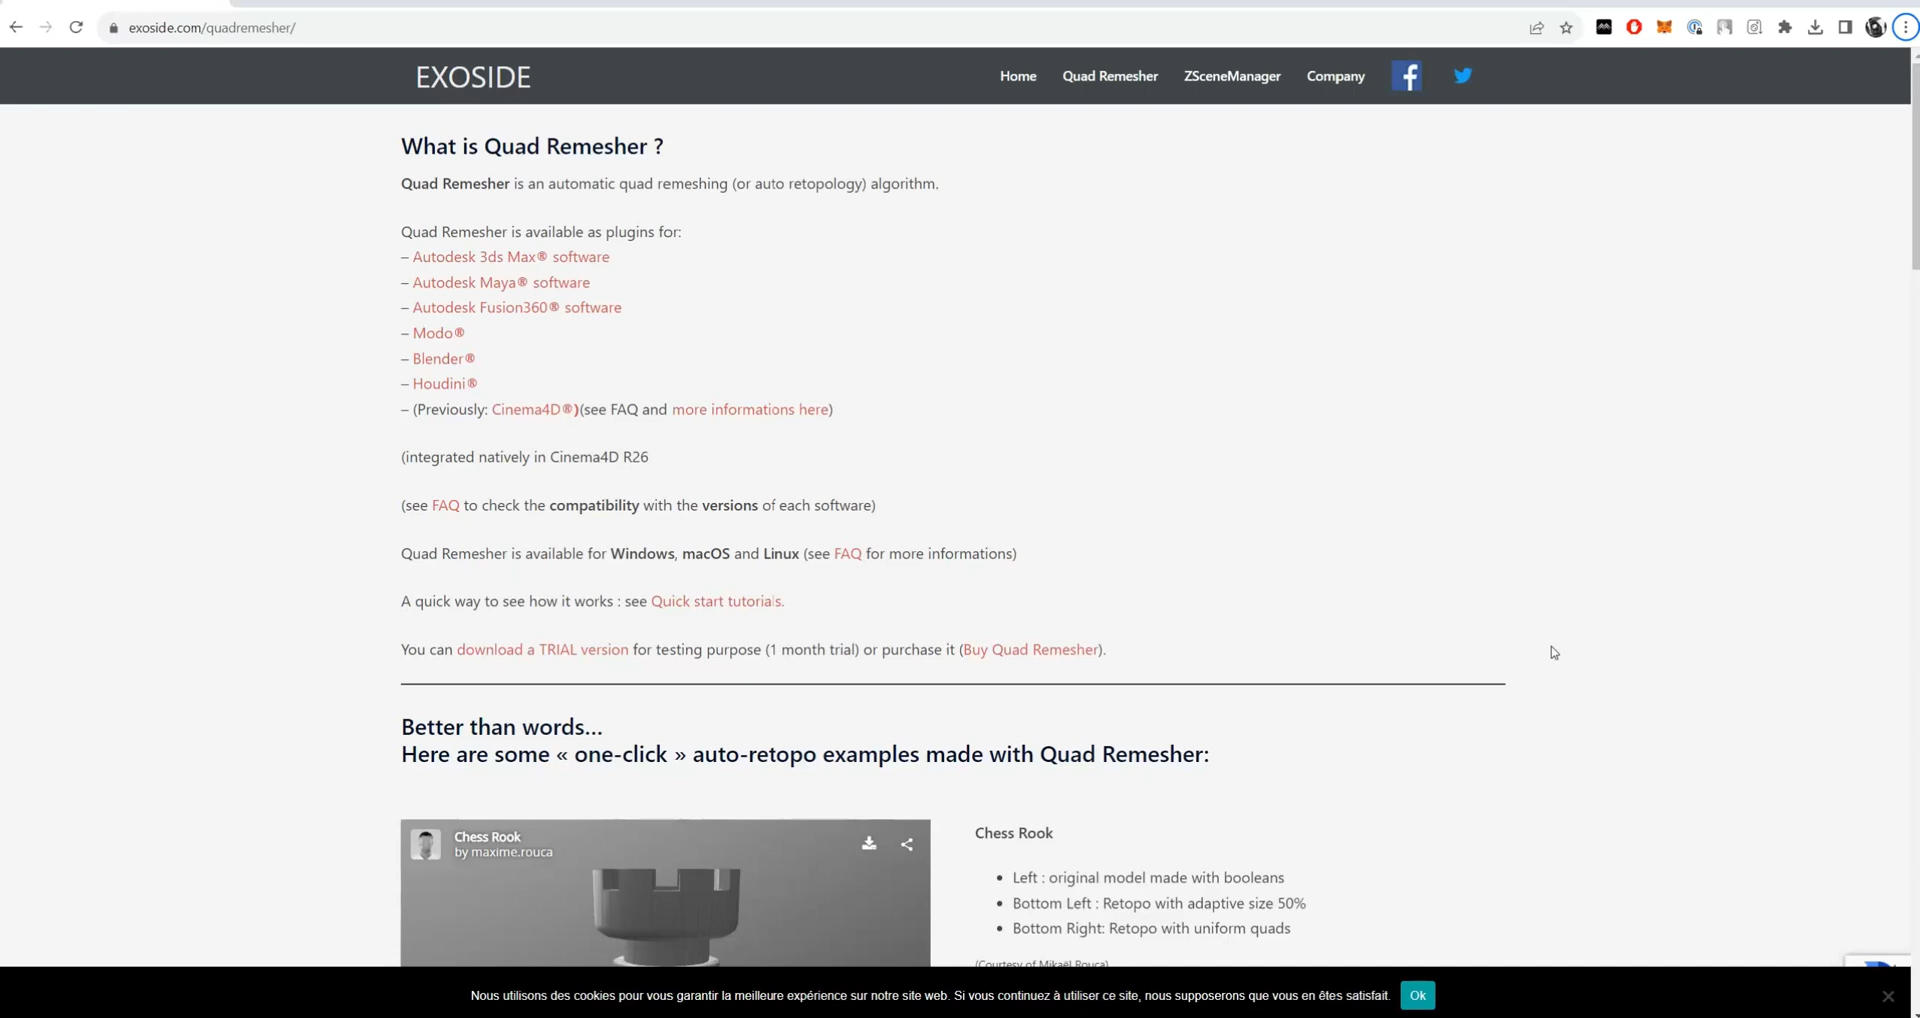 exoside.com/quadremesher/
EXOSIDE
Home Quad Remesher ZSceneManager Company
What is Quad Remesher ?
Quad Remesher is an automatic quad remeshing (or auto retopology) algorithm.
Quad Remesher is available as plugins for:
– Autodesk 3ds Max® software
– Autodesk Maya® software
– Autodesk Fusion360® software
– Modo®
– Blender®
– Houdini®
– (Previously: Cinema4D®)(see FAQ and more informations here)
(integrated natively in Cinema4D R26
(see FAQ to check the compatibility with the versions of each software)
Quad Remesher is available for Windows, macOS and Linux (see FAQ for more informations)
A quick way to see how it works : see Quick start tutorials.
You can download a TRIAL version for testing purpose (1 month trial) or purchase it (Buy Quad Remesher).
Better than words...
Here are some « one-click » auto-retopo examples made with Quad Remesher:
Chess Rook
by maxime.rouca
Chess Rook
• Left : original model made with booleans
• Bottom Left : Retopo with adaptive size 50%
• Bottom Right: Retopo with uniform quads
(Courtesy of Mikaël Rouca)
Nous utilisons des cookies pour vous garantir la meilleure expérience sur notre site web. Si vous continuez à utiliser ce site, nous supposerons que vous en êtes satisfait. Ok